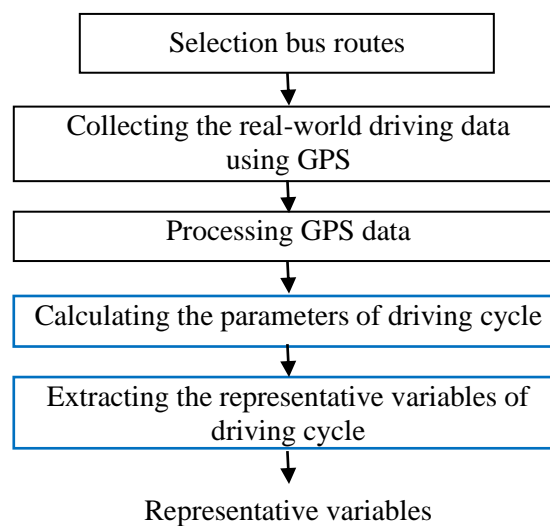 Selection bus routes
Collecting the real-world driving data
using GPS
Processing GPS data
Calculating the parameters of driving cycle
Extracting the representative variables of
driving cycle
Representative variables